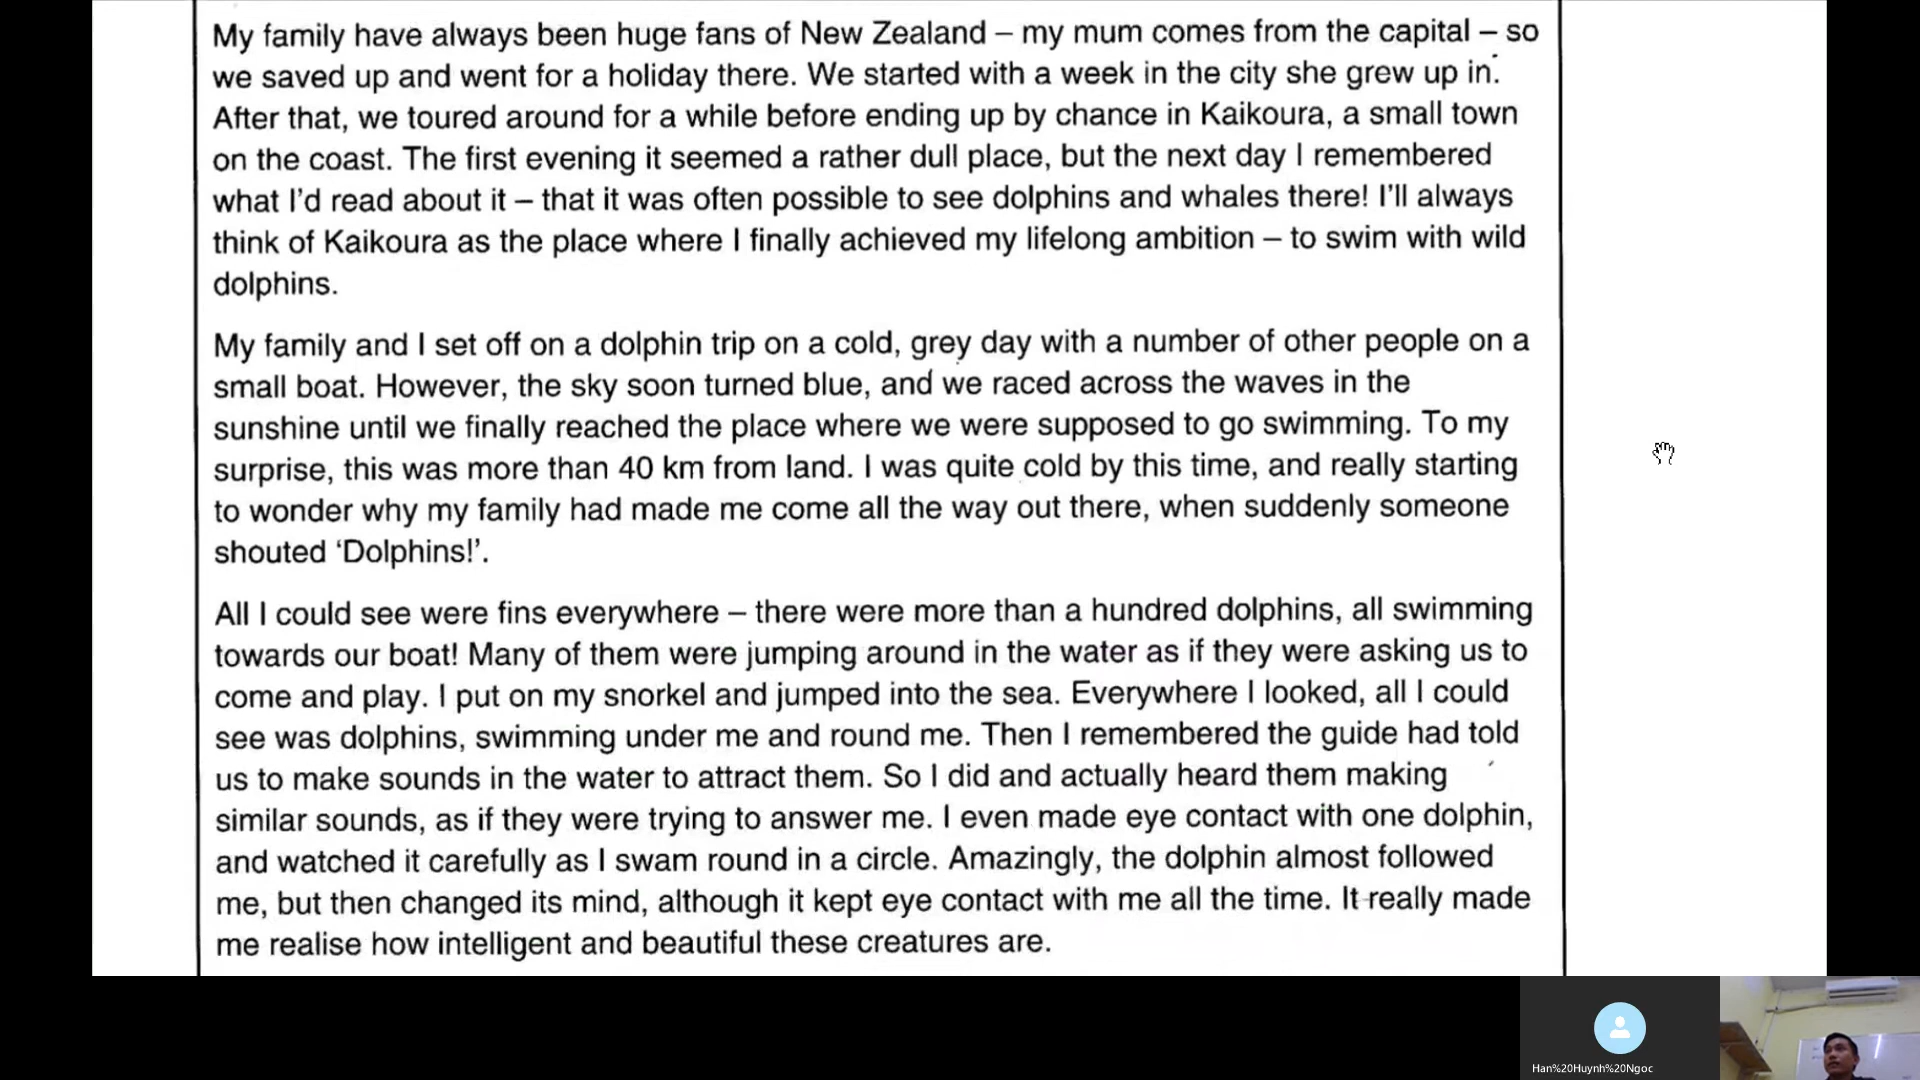 My family have always been huge fans of New Zealand – my mum comes from the capital – so
we saved up and went for a holiday there. We started with a week in the city she grew up in.
After that, we toured around for a while before ending up by chance in Kaikoura, a small town
on the coast. The first evening it seemed a rather dull place, but the next day I remembered
what I'd read about it – that it was often possible to see dolphins and whales there! I'll always
think of Kaikoura as the place where I finally achieved my lifelong ambition – to swim with wild
dolphins.
My family and I set off on a dolphin trip on a cold, grey day with a number of other people on a
small boat. However, the sky soon turned blue, and we raced across the waves in the
sunshine until we finally reached the place where we were supposed to go swimming. To my
surprise, this was more than 40 km from land. I was quite cold by this time, and really starting
to wonder why my family had made me come all the way out there, when suddenly someone
shouted ‘Dolphins!’.
All I could see were fins everywhere – there were more than a hundred dolphins, all swimming
towards our boat! Many of them were jumping around in the water as if they were asking us to
come and play. I put on my snorkel and jumped into the sea. Everywhere I looked, all I could
see was dolphins, swimming under me and round me. Then I remembered the guide had told
us to make sounds in the water to attract them. So I did and actually heard them making
similar sounds, as if they were trying to answer me. I even made eye contact with one dolphin,
and watched it carefully as I swam round in a circle. Amazingly, the dolphin almost followed
me, but then changed its mind, although it kept eye contact with me all the time. It really made
me realise how intelligent and beautiful these creatures are.
Han%20Huynh%20Ngoc